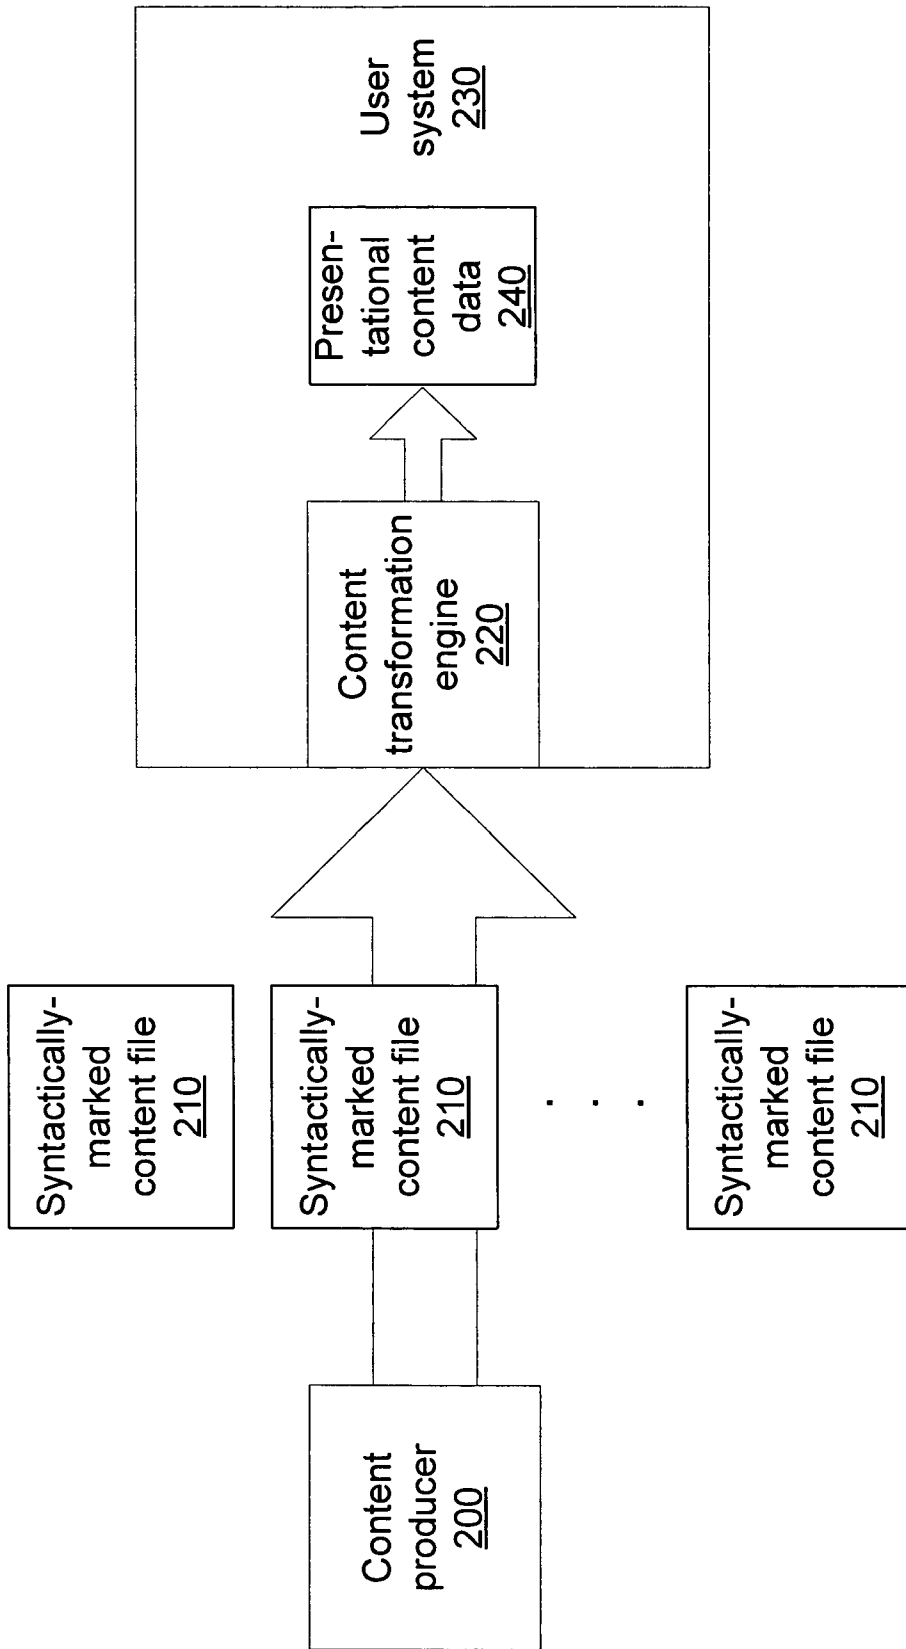 Content
producer
200
Syntactically-
marked
content file
210
Syntactically-
marked
content file
210
. . .
Syntactically-
marked
content file
210
Content
transformation
engine
220
Presen-
tational
content
data
240
User
system
230